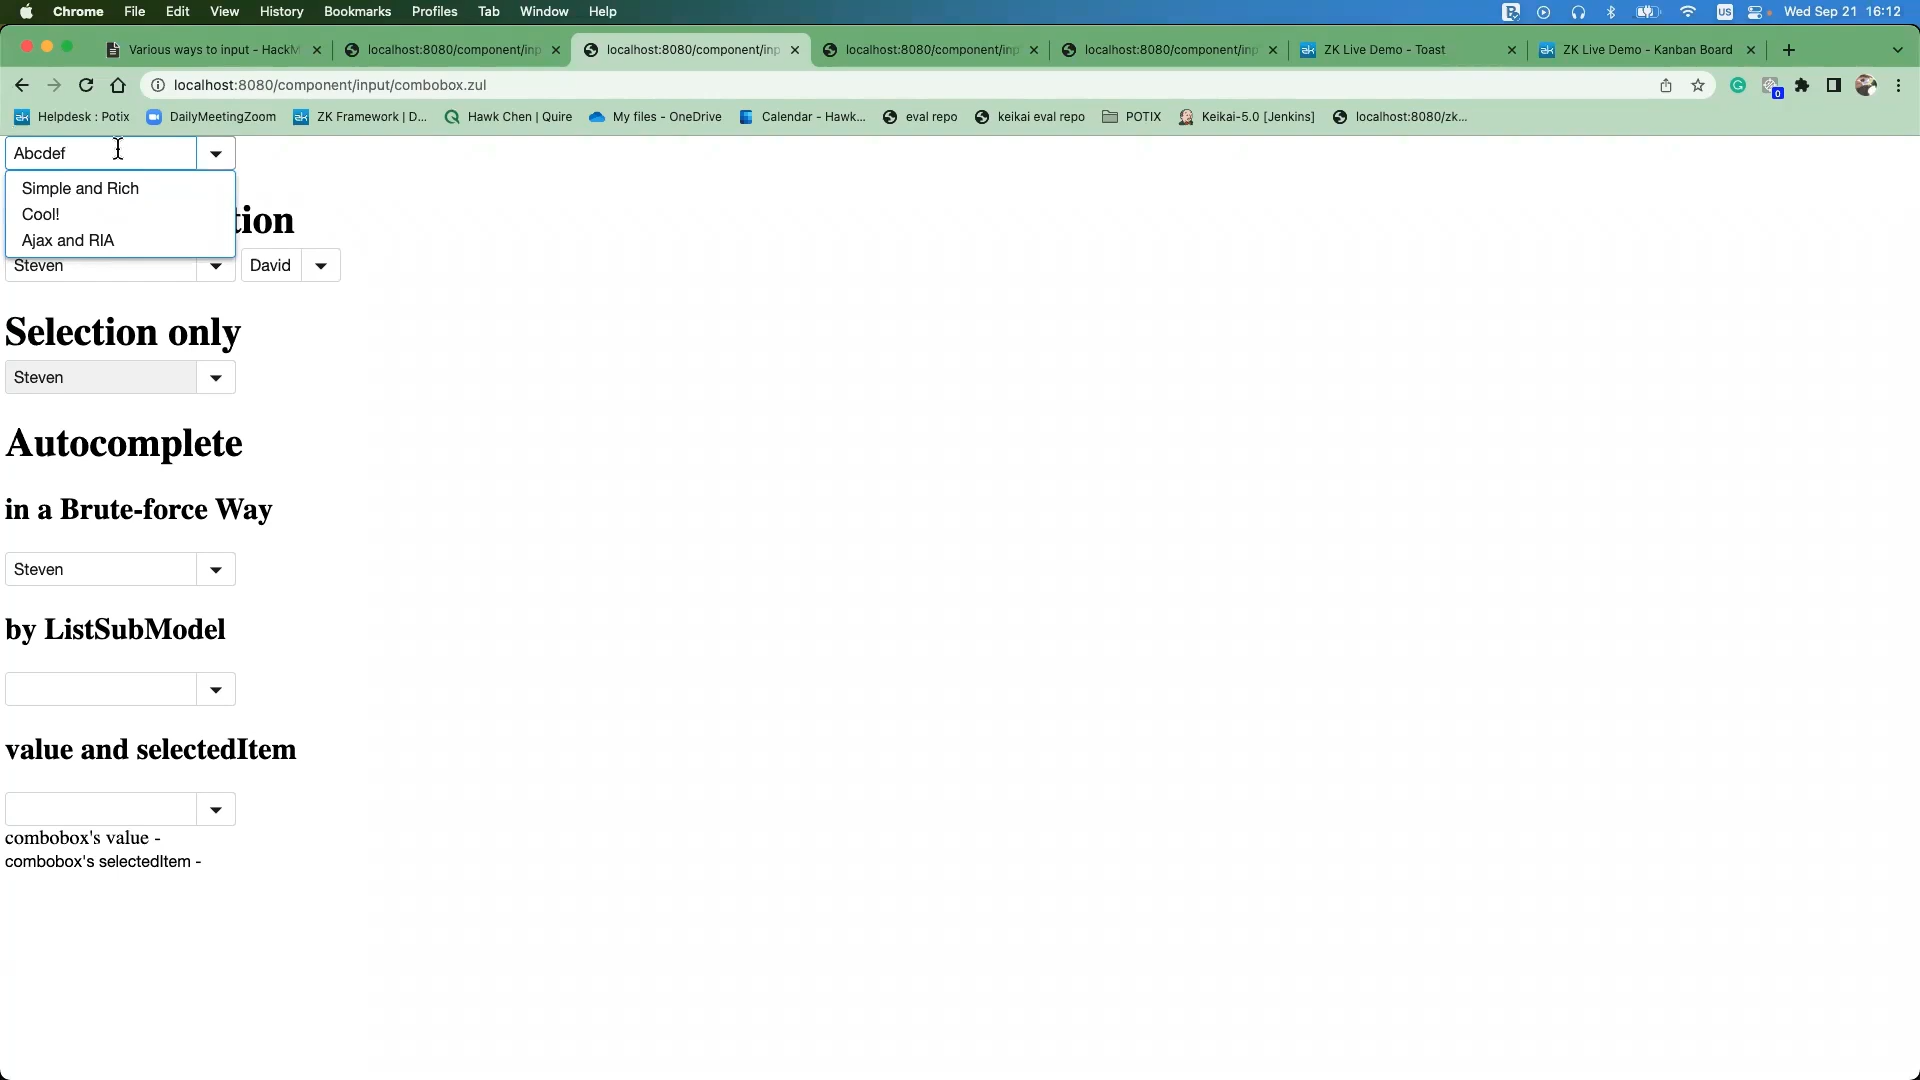 Chrome File Edit View History Bookmarks Profiles Tab Window Help US Wed Sep 21 16:12
Various ways to input - HackM localhost:8080/component/inp localhost:8080/component/inp localhost:8080/component/inp localhost:8080/component/inp ZK Live Demo - Toast ZK Live Demo - Kanban Board
localhost:8080/component/input/combobox.zul 0
Helpdesk : Potix DailyMeetingZoom ZK Framework | D... Hawk Chen | Quire My files - OneDrive Calendar - Hawk... eval repo keikai eval repo POTIX Keikai-5.0 [Jenkins] localhost:8080/zk...
Abcdef
Simple and Rich
Cool!
tion
Ajax and RIA
Steven David
Selection only
Steven
Autocomplete
in a Brute-force Way
Steven
by ListSubModel
value and selectedItem
combobox's value -
combobox's selectedItem -